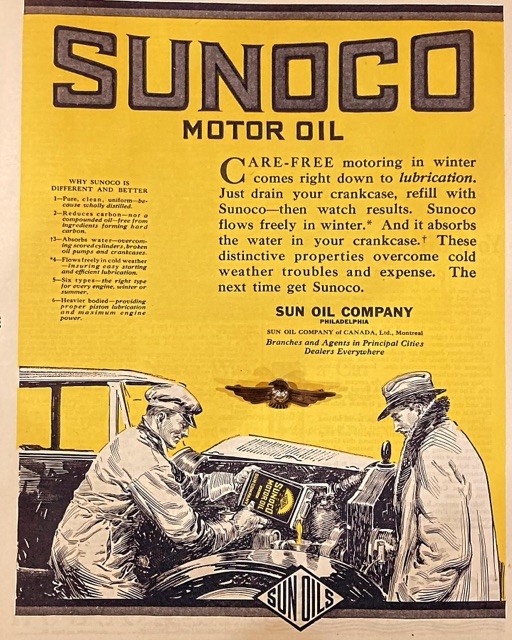 SUNOCO
MOTOR OIL
CARE-FREE motoring in winter
comes right down to lubrication.
Just drain your crankcase, refill with
Sunoco—then watch results. Sunoco
flows freely in winter.* And it absorbs
the water in your crankcase.† These
distinctive properties overcome cold
weather troubles and expense. The
next time get Sunoco.
SUN OIL COMPANY
PHILADELPHIA
SUN OIL COMPANY of CANADA, Ltd., Montreal
Branches and Agents in Principal Cities
Dealers Everywhere
WHY SUNOCO IS
DIFFERENT AND BETTER
1—Pure, clean, uniform—be-
cause wholly distilled.
2—Reduces carbon—not a
compounded oil—free from
ingredients forming hard
carbon.
†3—Absorbs water—overcom-
ing scored cylinders, broken
oil pumps and crankcases.
*4—Flows freely in cold weather
—insuring easy starting
and efficient lubrication.
5—Six types—the right type
for every engine, winter or
summer.
6—Heavier bodied—providing
proper piston lubrication
and maximum engine
power.
SUNOCO
MOTOR OIL
SUN OILS